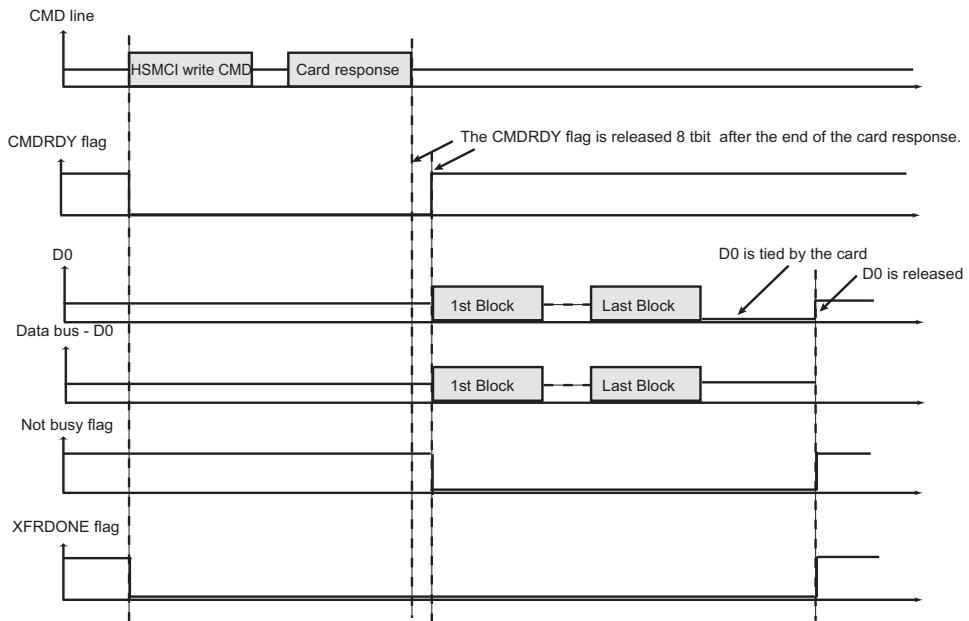 CMD line
HSMCI write CMD
Card response
The CMDRDY flag is released 8 tbit after the end of the card response.
CMDRDY flag
D0
D0 is tied by the card
D0 is released
1st Block
Last Block
Data bus - D0
1st Block
Last Block
Not busy flag
XFRDONE flag